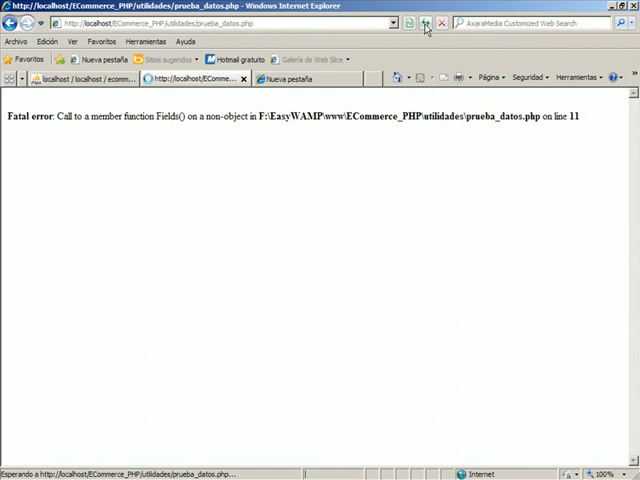 http://localhost/ECommerce_PHP/utilidades/prueba_datos.php - Windows Internet Explorer
http://localhost/ECommerce_PHP/utilidades/prueba_datos.php
AxaraMedia Customized Web Search
Archivo Edición Ver Favoritos Herramientas Ayuda
Favoritos Nueva pestaña Sitios sugeridos Hotmail gratuito Galería de Web Slice
localhost / localhost / ecomm... http://localhost/EComme... Nueva pestaña Página Seguridad Herramientas
Fatal error: Call to a member function Fields() on a non-object in F:\EasyWAMP\www\ECommerce_PHP\utilidades\prueba_datos.php on line 11
Esperando a http://localhost/ECommerce_PHP/utilidades/prueba_datos.php... Internet 100%